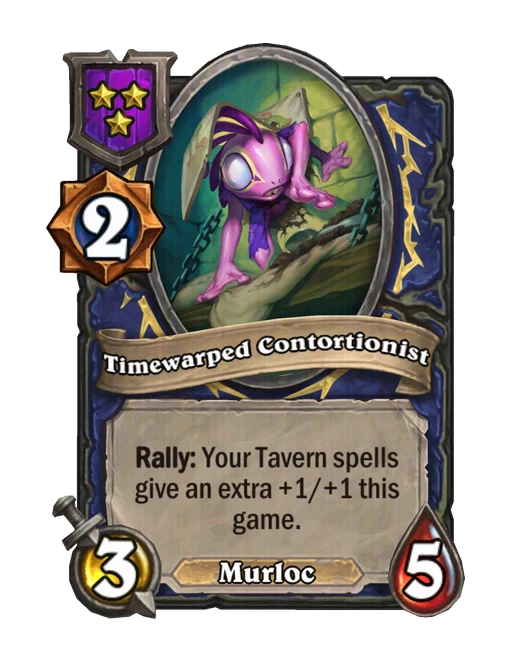 2
Timewarped Contortionist
Rally: Your Tavern spells
give an extra +1/+1 this
game.
3
Murloc
5